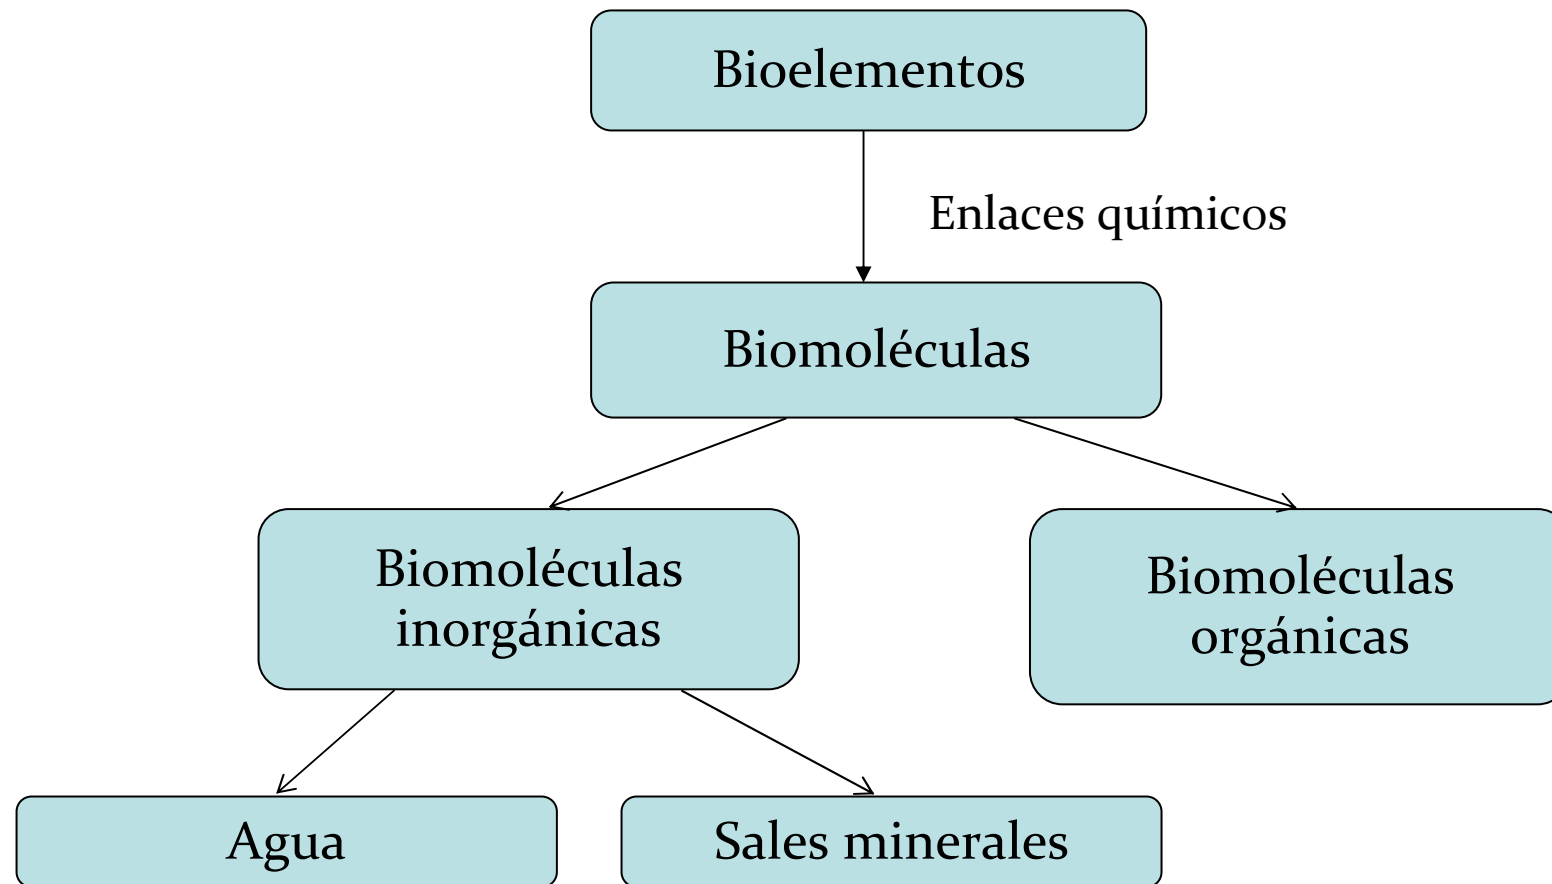 Bioelementos
Enlaces químicos
Biomoléculas
Biomoléculas
inorgánicas
Biomoléculas
orgánicas
Agua
Sales minerales